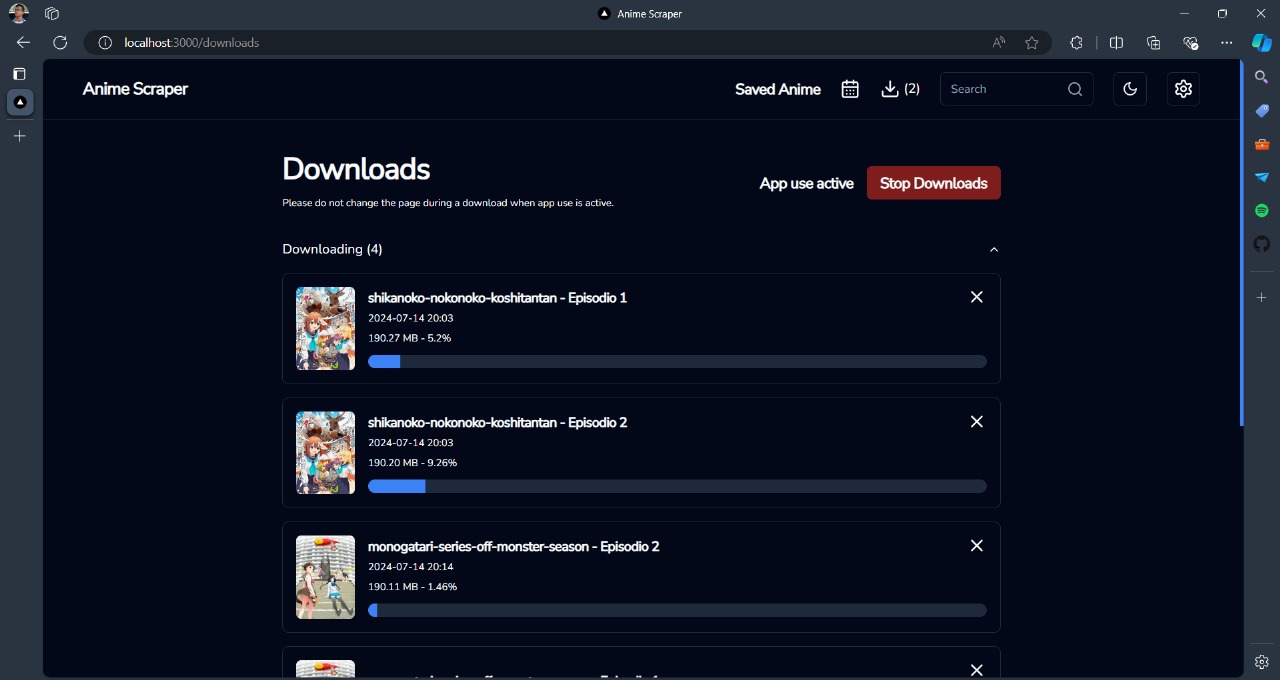 Anime Scraper
localhost:3000/downloads
Anime Scraper
Saved Anime
(2)
Search
Downloads
Please do not change the page during a download when app use is active.
App use active
Stop Downloads
Downloading (4)
shikanoko-nokonoko-koshitantan - Episodio 1
2024-07-14 20:03
190.27 MB - 5.2%
shikanoko-nokonoko-koshitantan - Episodio 2
2024-07-14 20:03
190.20 MB - 9.26%
monogatari-series-off-monster-season - Episodio 2
2024-07-14 20:14
190.11 MB - 1.46%